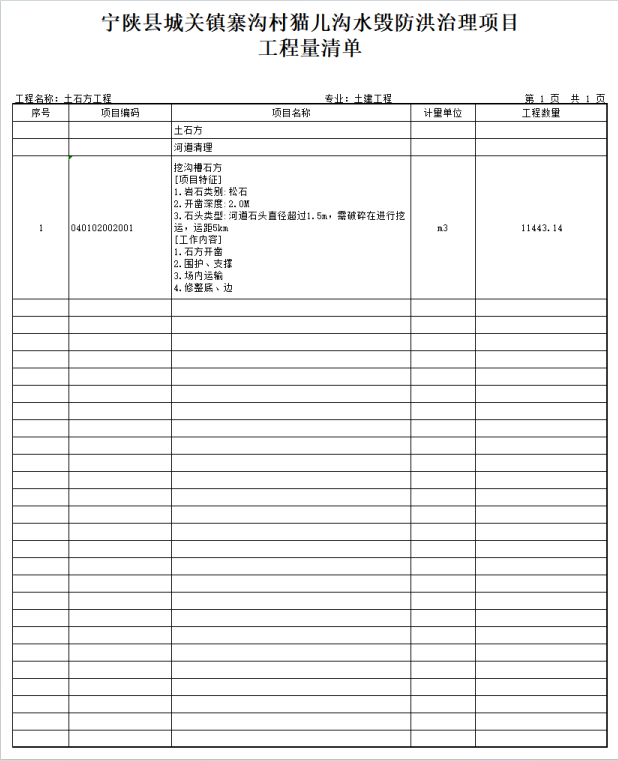 宁陕县城关镇寨沟村猫儿沟水毁防洪治理项目
工程量清单
工程名称：土石方工程 专业：土建工程 第 1 页 共 1 页
序号 项目编码 项目名称 计量单位 工程数量
土石方
河道清理
1 040102002001 挖沟槽石方 m3 11443.14
[项目特征]
1.岩石类别:松石
2.开凿深度:2.0M
3.石头类型:河道石头直径超过1.5m，需破碎在进行挖
运，运距5km
[工作内容]
1.石方开凿
2.围护、支撑
3.场内运输
4.修整底、边